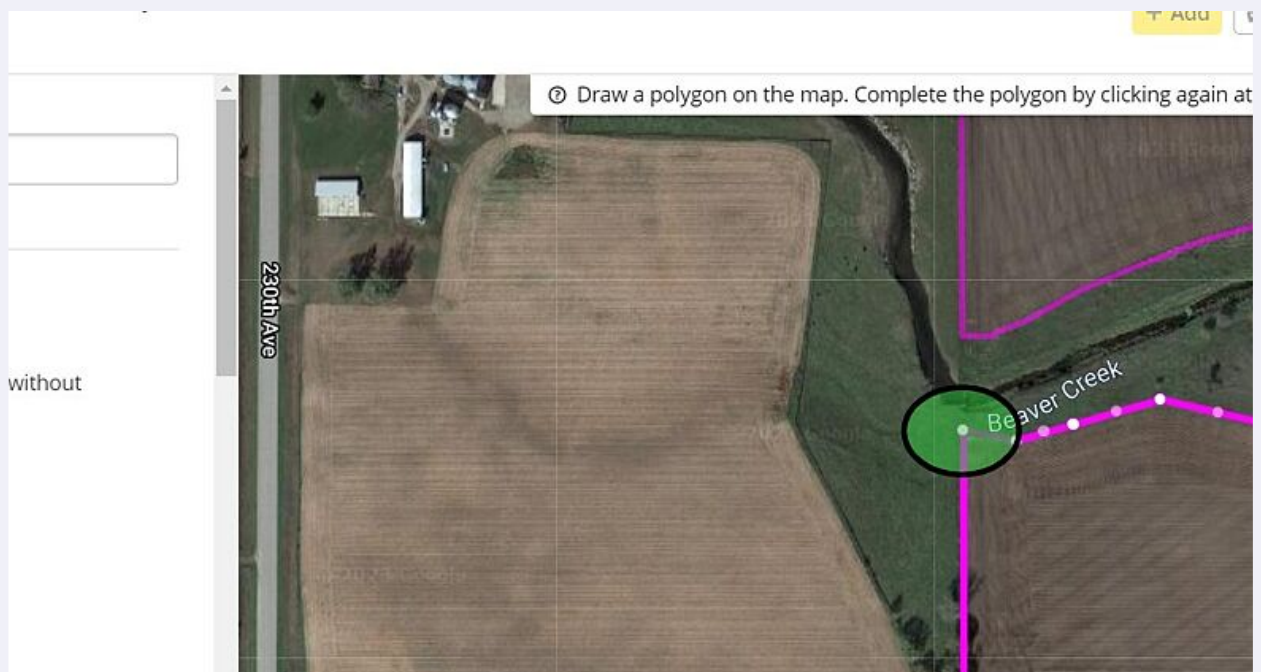 + Add
Draw a polygon on the map. Complete the polygon by clicking again at
230th Ave
without
Beaver Creek